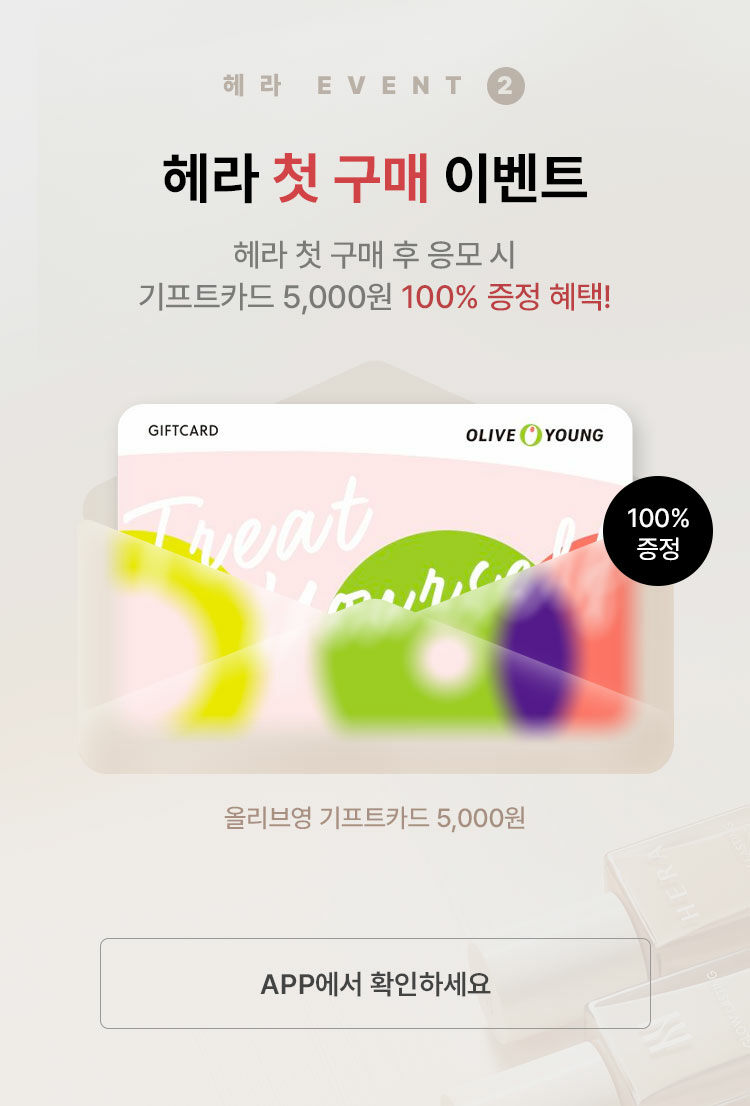 헤라 EVENT 2
헤라 첫 구매 이벤트
헤라 첫 구매 후 응모 시
기프트카드 5,000원 100% 증정 혜택!
GIFTCARD
OLIVE YOUNG
Treat
Yourself
100%
증정
올리브영 기프트카드 5,000원
HERA
APP에서 확인하세요